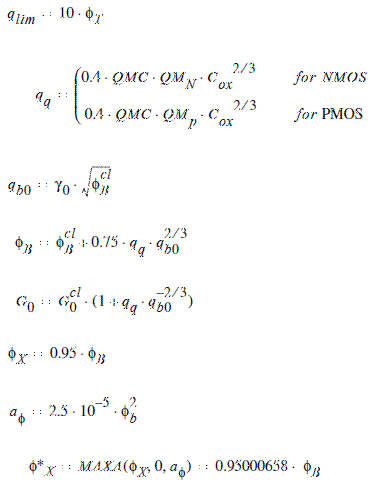 q_lim = 10 · ϕ_T
q_q = 0.4 · QMC · QM_N · C_ox^2/3 for NMOS
0.4 · QMC · QM_p · C_ox^2/3 for PMOS
q_b0 = γ_0 · √ϕ_B^cl
ϕ_B = ϕ_B^cl + 0.75 · q_q · q_b0^2/3
G_0 = G_0^cl · (1 + q_q · q_b0^-2/3)
ϕ_X = 0.95 · ϕ_B
a_ϕ = 2.5 · 10^-5 · ϕ_b^2
ϕ*_X = MAXA(ϕ_X, 0, a_ϕ) = 0.95000658 · ϕ_B